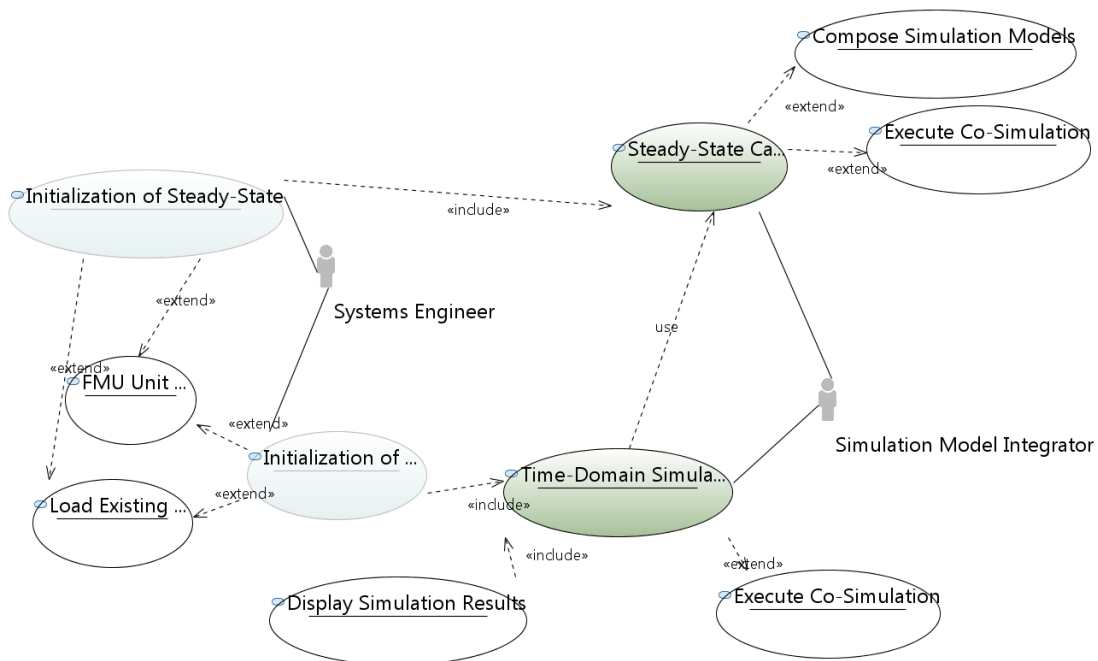 Compose Simulation Models
«extend»
Execute Co-Simulation
Steady-State Ca...
«extend»
Initialization of Steady-State
«include»
«extend»
Systems Engineer
use
«extend»
FMU Unit ...
«extend»
Simulation Model Integrator
Initialization of ...
Time-Domain Simula...
«extend»
Load Existing ...
«include»
«include»
«extend»
Display Simulation Results
Execute Co-Simulation